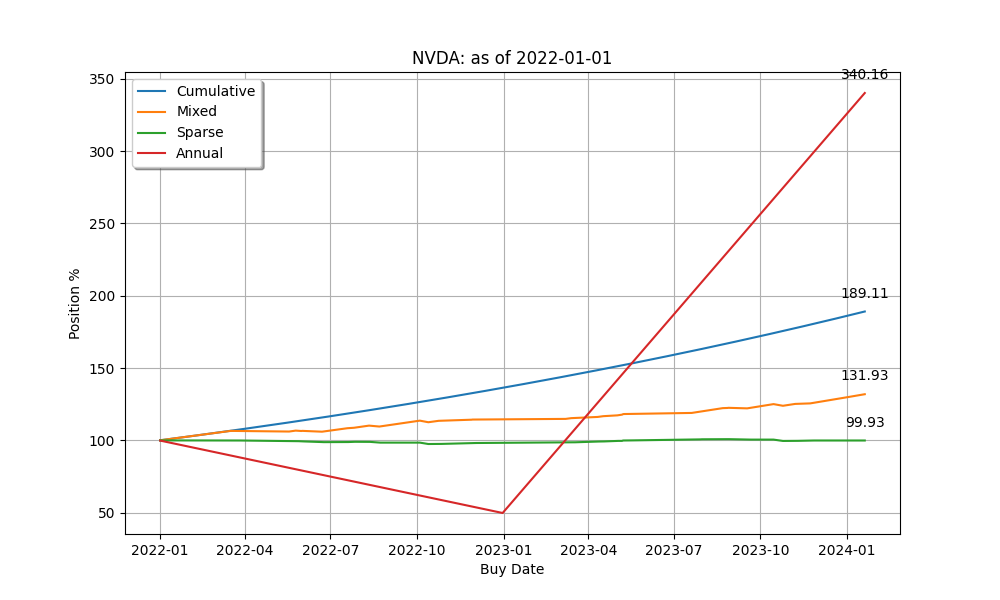 NVDA: as of 2022-01-01
340.16
350
Cumulative
Mixed
Sparse
Annual
300
250
189.11
200
Position %
150
131.93
99.93
100
50
2022-01 2022-04 2022-07 2022-10 2023-01 2023-04 2023-07 2023-10 2024-01
Buy Date